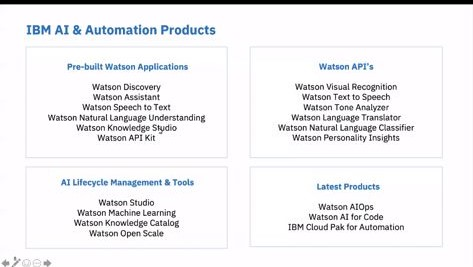 IBM AI & Automation Products
Pre-built Watson Applications
Watson Discovery
Watson Assistant
Watson Speech to Text
Watson Natural Language Understanding
Watson Knowledge Studio
Watson API Kit
Watson API's
Watson Visual Recognition
Watson Text to Speech
Watson Tone Analyzer
Watson Language Translator
Watson Natural Language Classifier
Watson Personality Insights
AI Lifecycle Management & Tools
Watson Studio
Watson Machine Learning
Watson Knowledge Catalog
Watson Open Scale
Latest Products
Watson AIOps
Watson AI for Code
IBM Cloud Pak for Automation